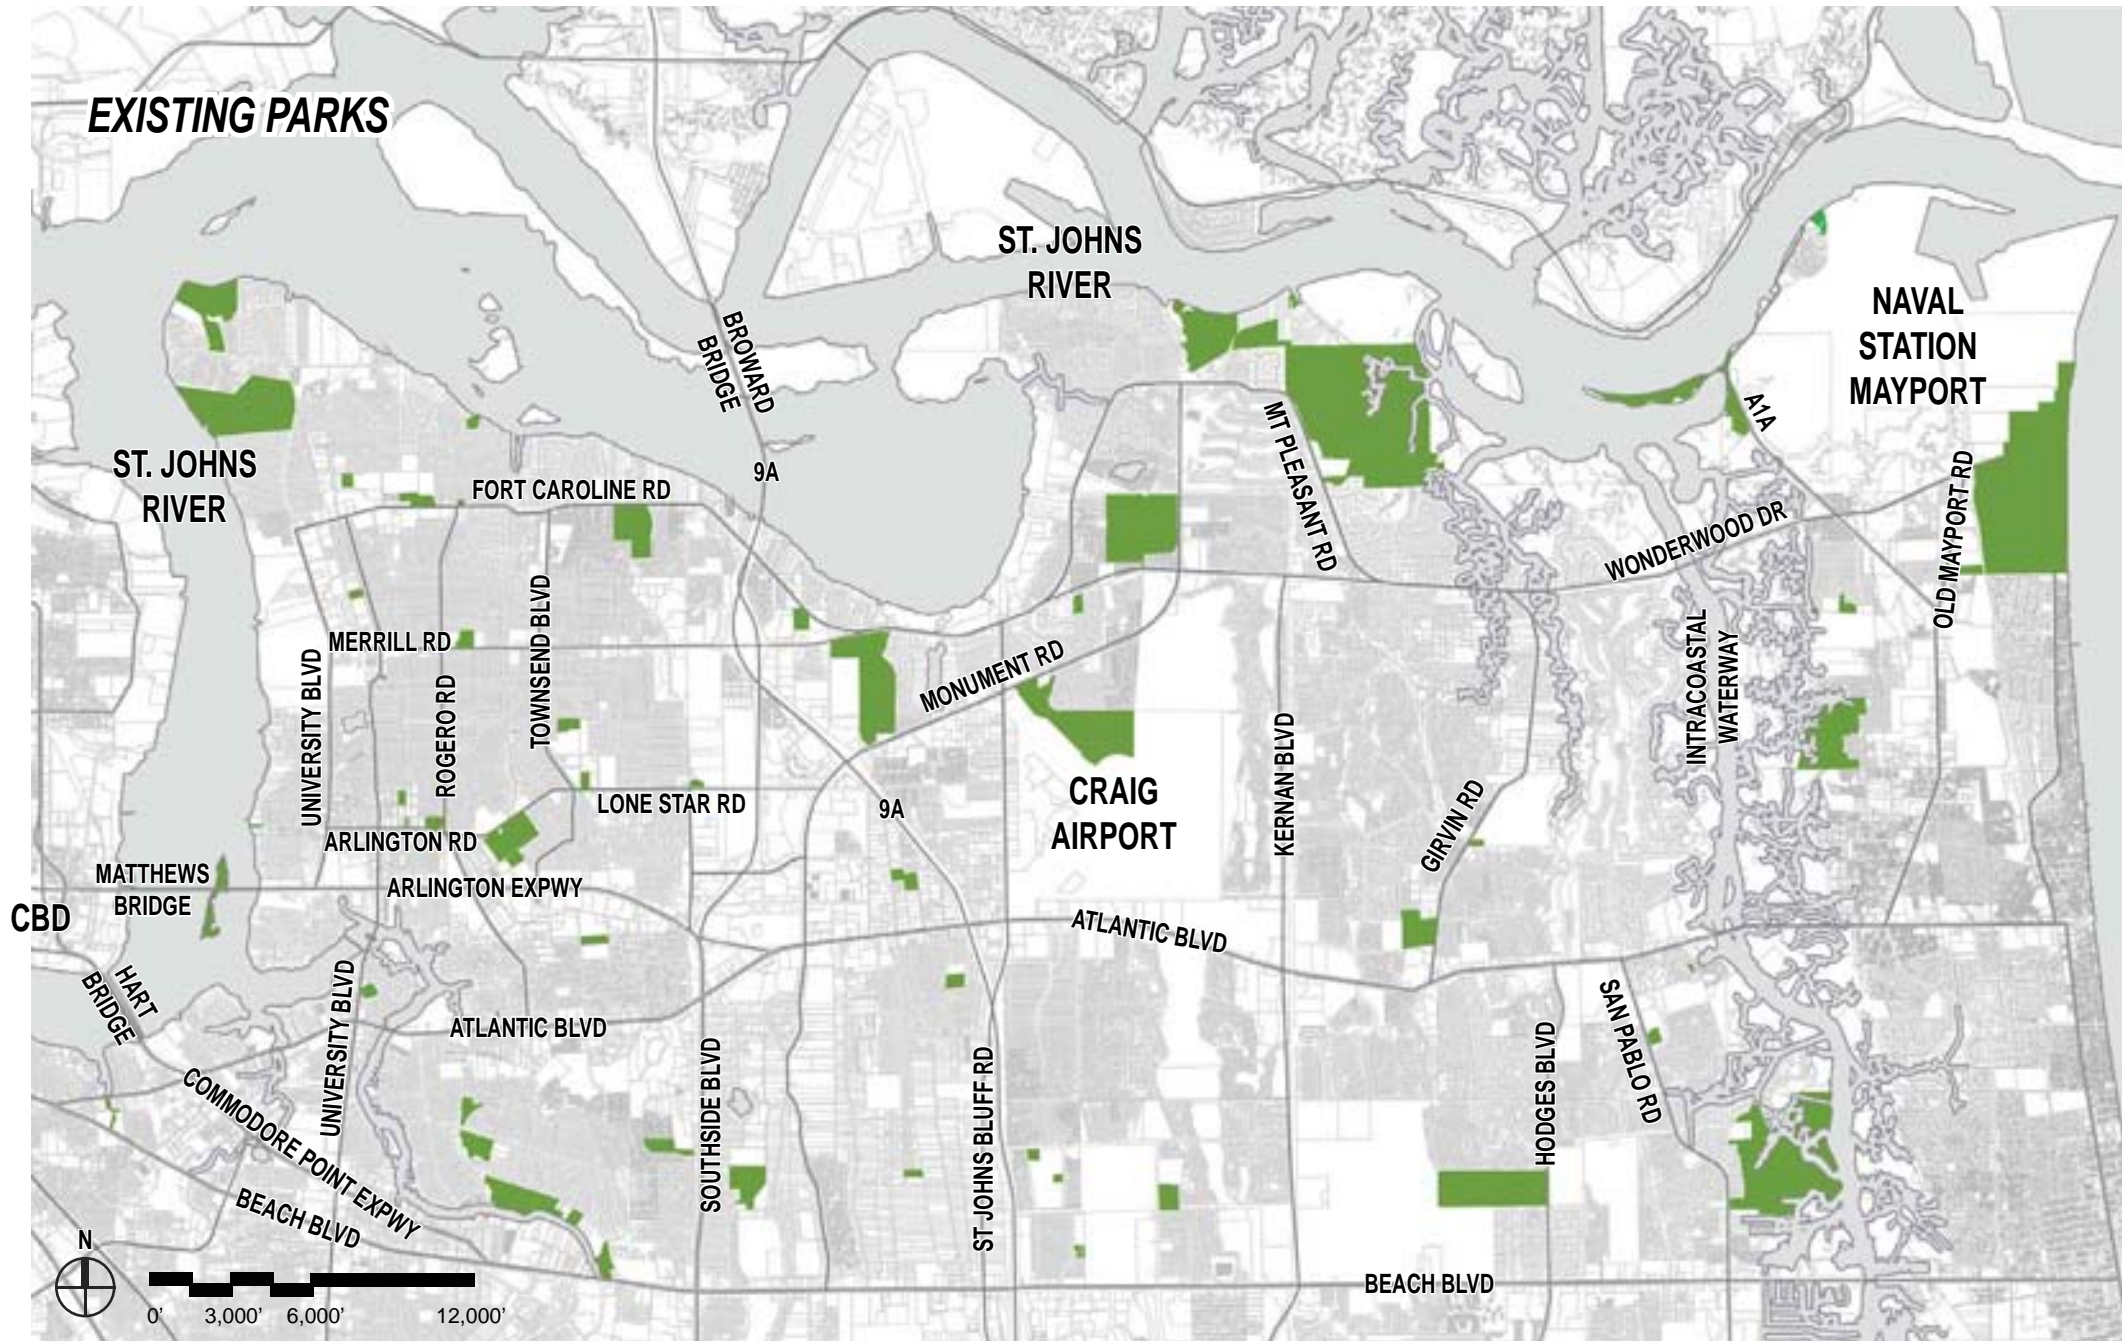 EXISTING PARKS
ST. JOHNS
RIVER
NAVAL
STATION
MAYPORT
BROWARD
BRIDGE
A1A
MT PLEASANT RD
ST. JOHNS
RIVER
9A
FORT CAROLINE RD
OLD MAYPORT RD
WONDERWOOD DR
TOWNSEND BLVD
MERRILL RD
UNIVERSITY BLVD
ROGERO RD
MONUMENT RD
INTRACOASTAL
WATERWAY
KERNAN BLVD
CRAIG
AIRPORT
LONE STAR RD
9A
GIRVIN RD
ARLINGTON RD
MATTHEWS
BRIDGE
ARLINGTON EXPWY
CBD
ATLANTIC BLVD
HART
BRIDGE
UNIVERSITY BLVD
ATLANTIC BLVD
SAN PABLO RD
HODGES BLVD
SOUTHSIDE BLVD
ST JOHNS BLUFF RD
COMMODORE POINT EXPWY
BEACH BLVD
N
BEACH BLVD
0' 3,000' 6,000' 12,000'